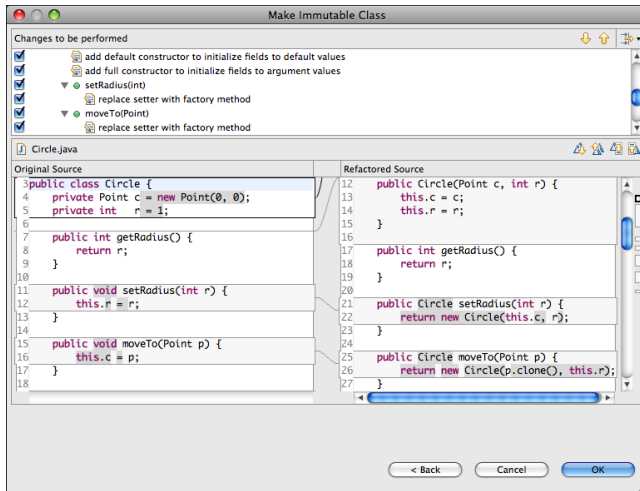 Make Immutable Class
Changes to be performed
add default constructor to initialize fields to default values
add full constructor to initialize fields to argument values
setRadius(int)
replace setter with factory method
moveTo(Point)
replace setter with factory method
Circle.java
Original Source
3public class Circle {
4 private Point c = new Point(0, 0);
5 private int r = 1;
6
7 public int getRadius() {
8 return r;
9 }
10
11 public void setRadius(int r) {
12 this.r = r;
13 }
14
15 public void moveTo(Point p) {
16 this.c = p;
17 }
18
Refactored Source
12 public Circle(Point c, int r) {
13 this.c = c;
14 this.r = r;
15 }
16
17 public int getRadius() {
18 return r;
19 }
20
21 public Circle setRadius(int r) {
22 return new Circle(this.c, r);
23 }
24
25 public Circle moveTo(Point p) {
26 return new Circle(p.clone(), this.r);
27 }
< Back
Cancel
OK